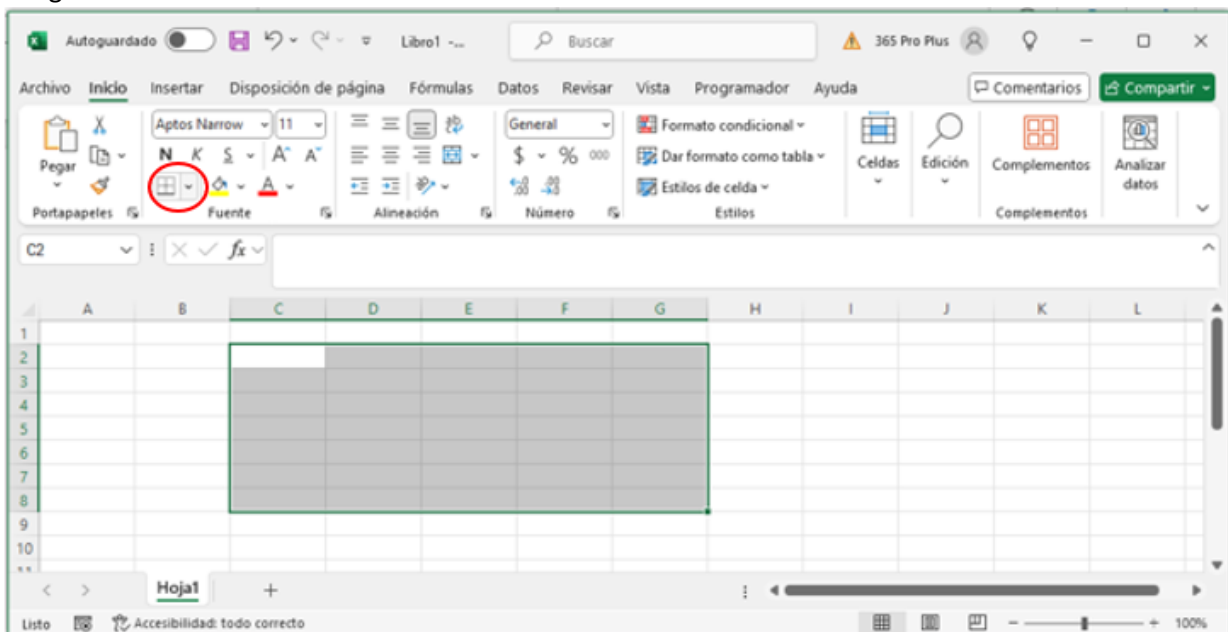 Autoguardado Libro1 -... Buscar 365 Pro Plus
Archivo Inicio Insertar Disposición de página Fórmulas Datos Revisar Vista Programador Ayuda Comentarios Compartir
Pegar
Portapapeles
Aptos Narrow 11
N K S A A
A
Fuente
Alineación
General
$ % 000
Número
Formato condicional
Dar formato como tabla
Estilos de celda
Estilos
Celdas
Edición
Complementos
Complementos
Analizar datos
C2 fx
A B C D E F G H I J K L
1
2
3
4
5
6
7
8
9
10
Hoja1 +
Listo Accesibilidad: todo correcto 100%